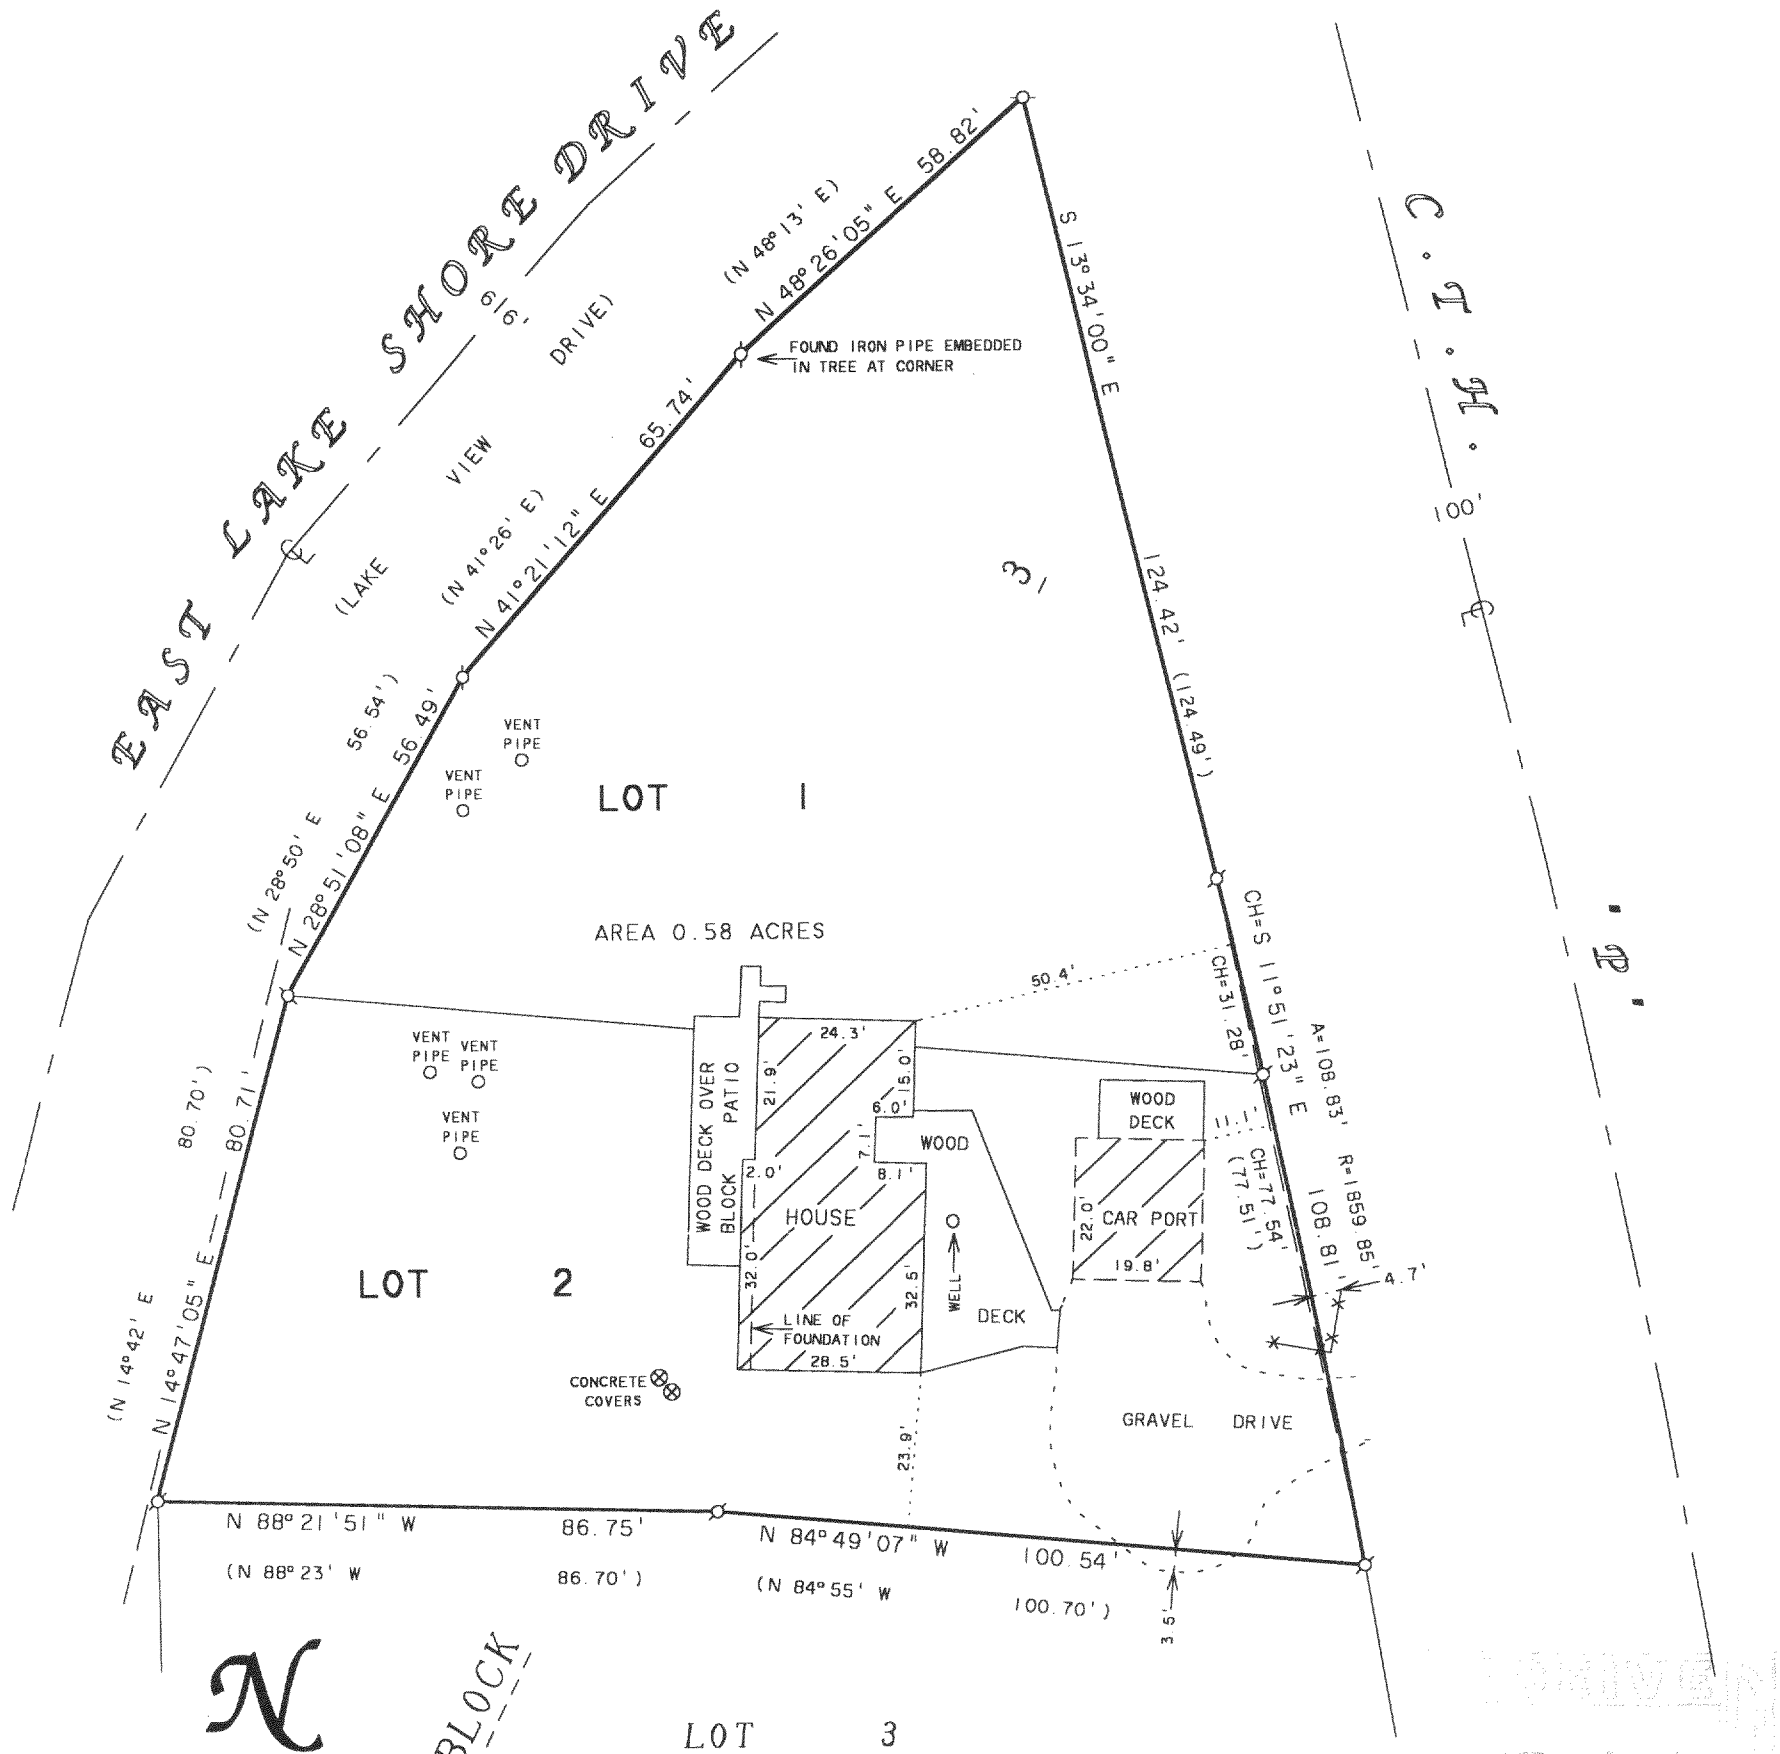 EAST LAKE SHORE DRIVE
(LAKE VIEW DRIVE)
616'
58.82'
(N 48°13' E)
N 48°26'05" E
FOUND IRON PIPE EMBEDDED
IN TREE AT CORNER
65.74'
(N 41°26' E)
N 41°21'12" E
56.54')
56.49'
(N 28°50' E
N 28°51'08" E
80.70')
80.71'
(N 14°42' E
N 14°47'05" E
C.T.H. "P"
100'
S 13°34'00" E
124.42' (124.49')
3
VENT
PIPE
VENT
PIPE
LOT 1
AREA 0.58 ACRES
CH=S 11°51'23" E
CH=31.28'
A=108.83' R=1859.85'
108.81'
CH=77.54'
(77.51')
50.4'
11.1'
4.7'
VENT
PIPE
VENT
PIPE
VENT
PIPE
WOOD DECK OVER
BLOCK PATIO
24.3'
21.9'
15.0'
6.0'
7.1'
2.0'
8.1'
HOUSE
32.0'
32.5'
LINE OF
FOUNDATION
28.5'
WOOD
DECK
WELL
WOOD
DECK
22.0'
CAR PORT
19.8'
LOT 2
CONCRETE
COVERS
23.9'
GRAVEL DRIVE
N 88°21'51" W 86.75'
(N 88°23' W 86.70')
N 84°49'07" W 100.54'
(N 84°55' W 100.70')
3.5'
N
BLOCK
LOT 3